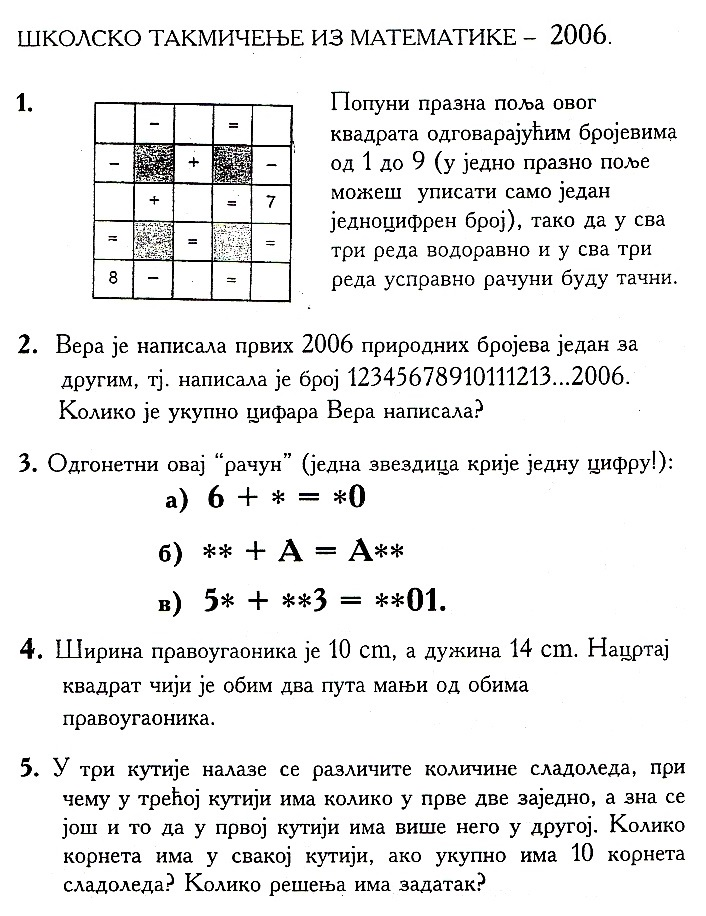 ШКОЛСКО ТАКМИЧЕЊЕ ИЗ МАТЕМАТИКЕ – 2006.
1.
– =
– + –
+ = 7
= = =
8 – =
Попуни празна поља овог
квадрата одговарајућим бројевима
од 1 до 9 (у једно празно поље
можеш уписати само један
једноцифрен број), тако да у сва
три реда водоравно и у сва три
реда усправно рачуни буду тачни.
2. Вера је написала првих 2006 природних бројева један за
другим, тј. написала је број 12345678910111213...2006.
Колико је укупно цифара Вера написала?
3. Одгонетни овај “рачун” (једна звездица крије једну цифру!):
а) 6 + * = *0
б) ** + А = А**
в) 5* + **3 = **01.
4. Ширина правоугаоника је 10 cm, а дужина 14 cm. Нацртај
квадрат чији је обим два пута мањи од обима
правоугаоника.
5. У три кутије налазе се различите количине сладоледа, при
чему у трећој кутији има колико у прве две заједно, а зна се
још и то да у првој кутији има више него у другој. Колико
корнета има у свакој кутији, ако укупно има 10 корнета
сладоледа? Колико решења има задатак?